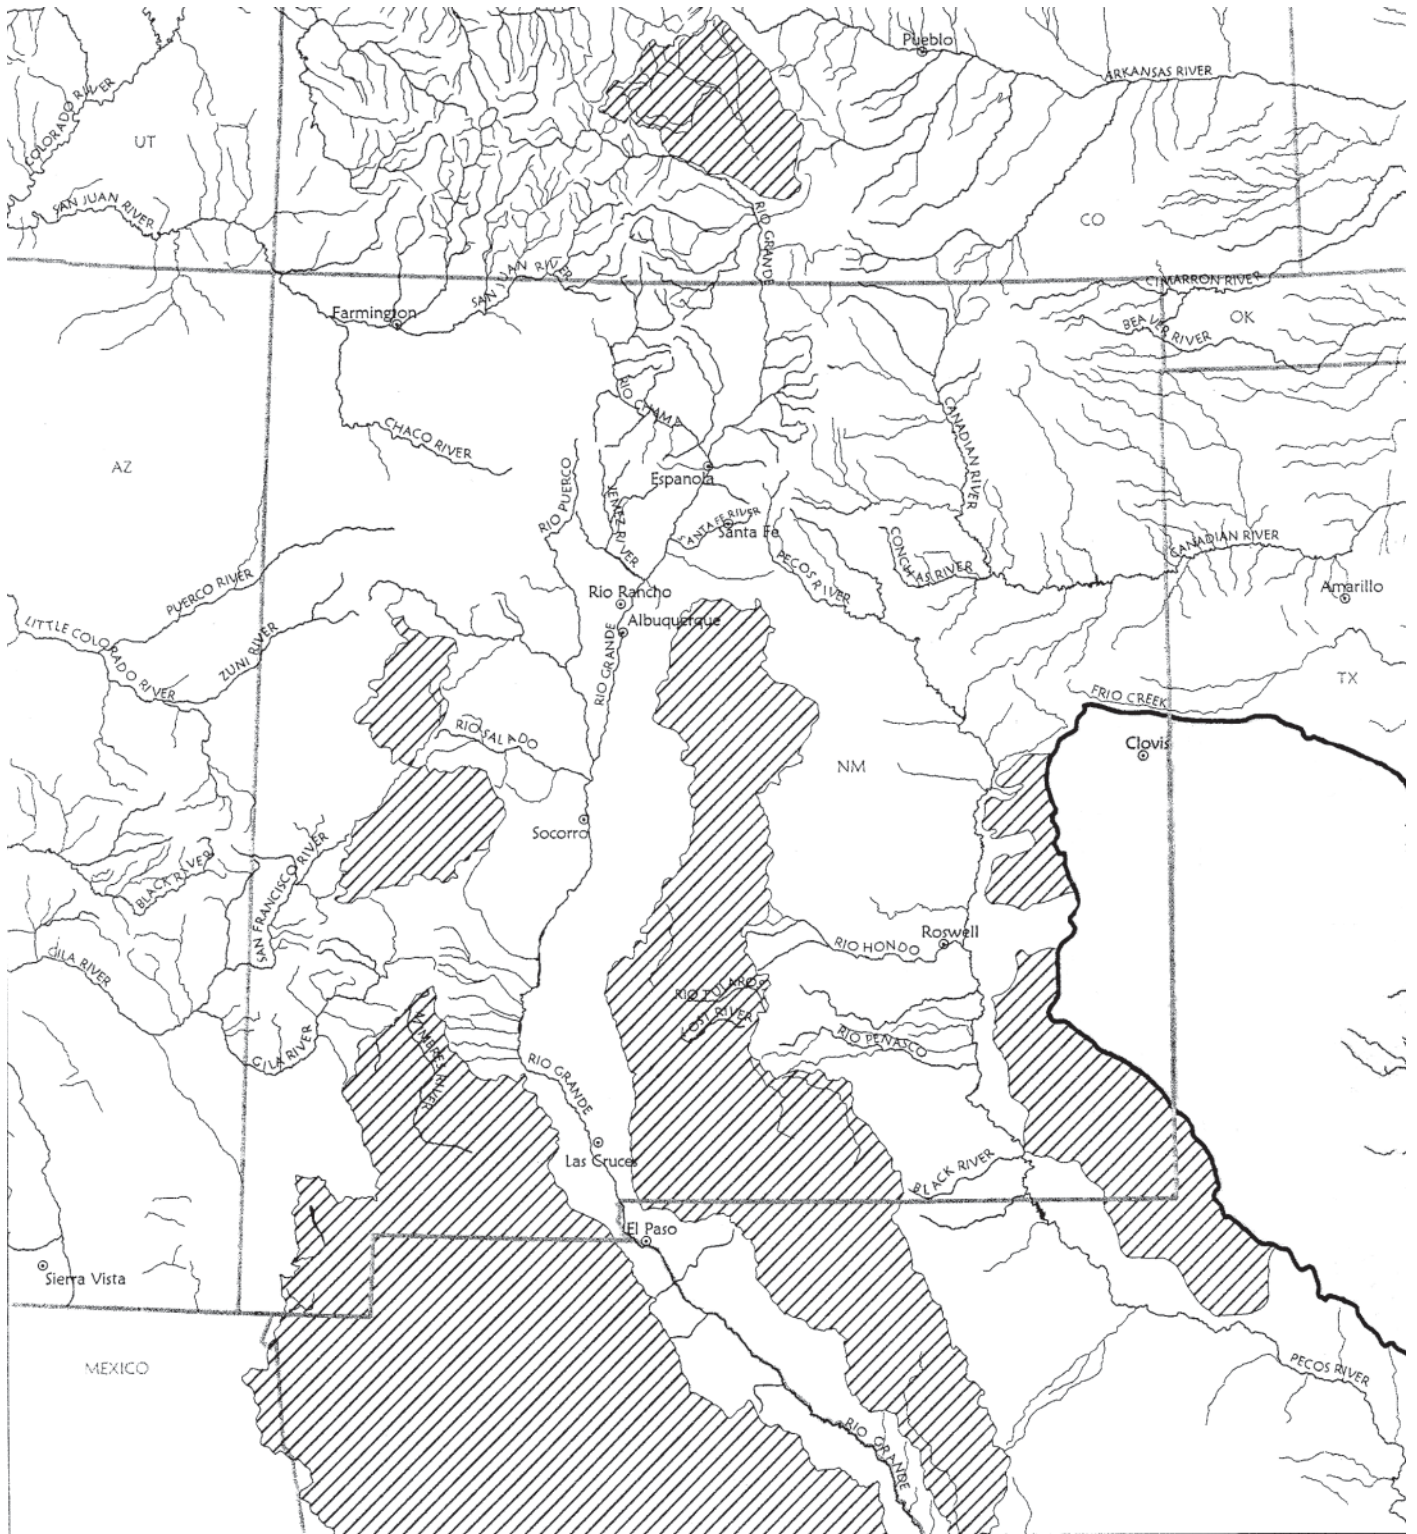 Pueblo
ARKANSAS RIVER
COLORADO RIVER
UT
SAN JUAN RIVER
CO
RIO GRANDE
SAN JUAN RIVER
CIMARRON RIVER
Farmington
OK
BEAVER RIVER
RIO CHAMA
CANADIAN RIVER
CHACO RIVER
AZ
Espanola
RIO PUERCO
JEMEZ RIVER
SANTA FE RIVER
Santa Fe
CONCHAS RIVER
CANADIAN RIVER
PECOS RIVER
PUERCO RIVER
Rio Rancho
Amarillo
Albuquerque
LITTLE COLORADO RIVER
ZUNI RIVER
RIO GRANDE
TX
FRIO CREEK
RIO SALADO
Clovis
NM
Socorro
BLACK RIVER
SAN FRANCISCO RIVER
Roswell
RIO HONDO
GILA RIVER
RIO TULAROS
LOST RIVER
MIMBRES RIVER
RIO PENASCO
GILA RIVER
RIO GRANDE
Las Cruces
BLACK RIVER
El Paso
Sierra Vista
MEXICO
PECOS RIVER
RIO GRANDE